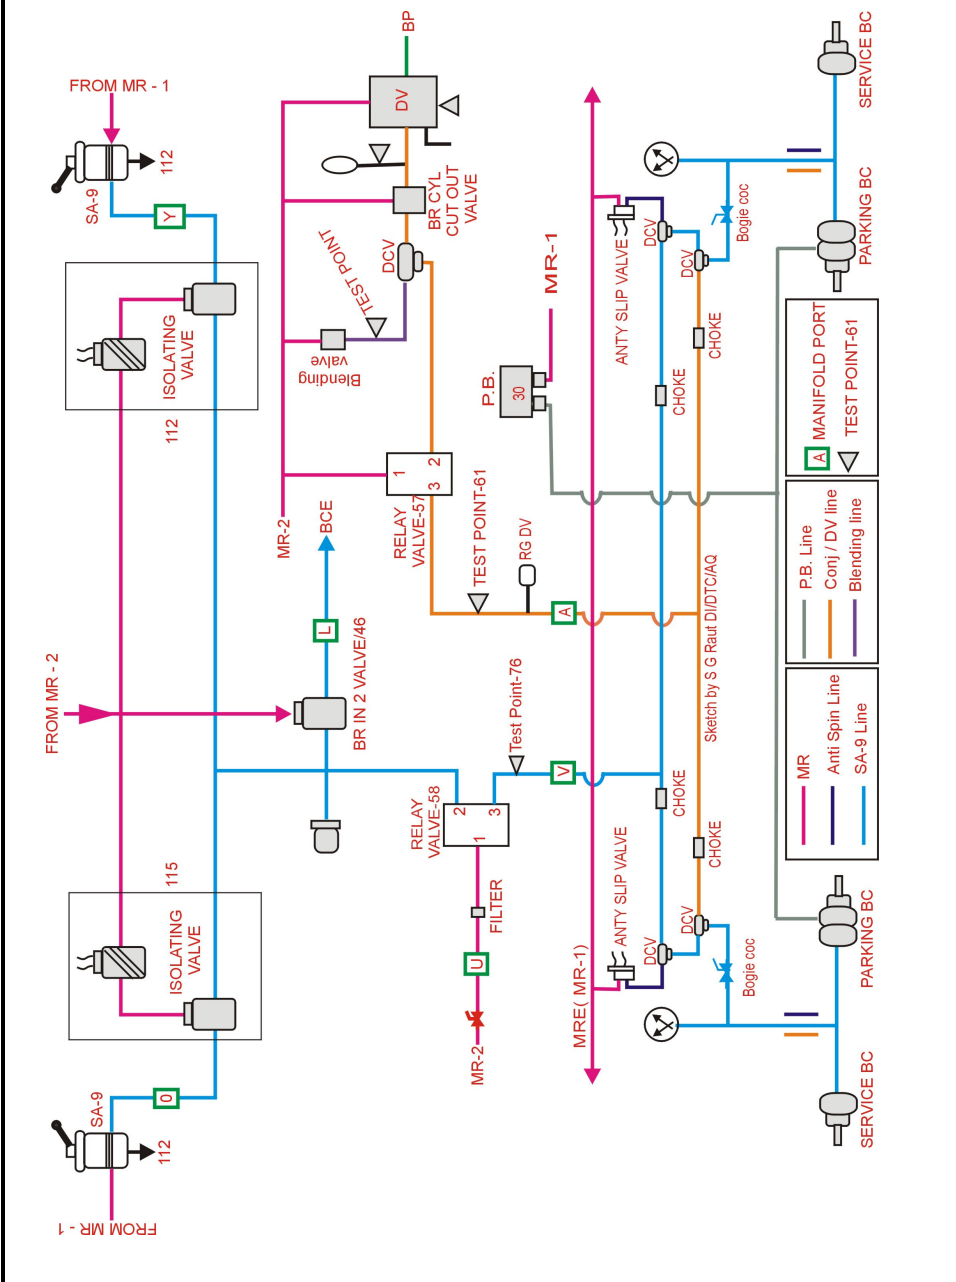 FROM MR - 1
SA-9
112
Y
ISOLATING
VALVE
112
FROM MR - 2
BR IN 2 VALVE/46
L
BCE
115
ISOLATING
VALVE
SA-9
0
112
FROM MR - 1
BP
DV
BR CYL
CUT OUT
VALVE
DCV
TEST POINT
Blending
valve
MR-2
RELAY
VALVE-57
1
2
3
TEST POINT-61
RG DV
A
P.B.
30
MR-1
RELAY
VALVE-58
1
2
3
Test Point-76
V
FILTER
U
MR-2
MRE( MR-1)
ANTY SLIP VALVE
DCV
DCV
Bogie coc
CHOKE
CHOKE
Sketch by S G Raut DI/DTC/AQ
CHOKE
CHOKE
ANTY SLIP VALVE
DCV
DCV
Bogie coc
SERVICE BC
PARKING BC
PARKING BC
SERVICE BC
MR
Anti Spin Line
SA-9 Line
P.B. Line
Conj / DV line
Blending line
A MANIFOLD PORT
TEST POINT-61